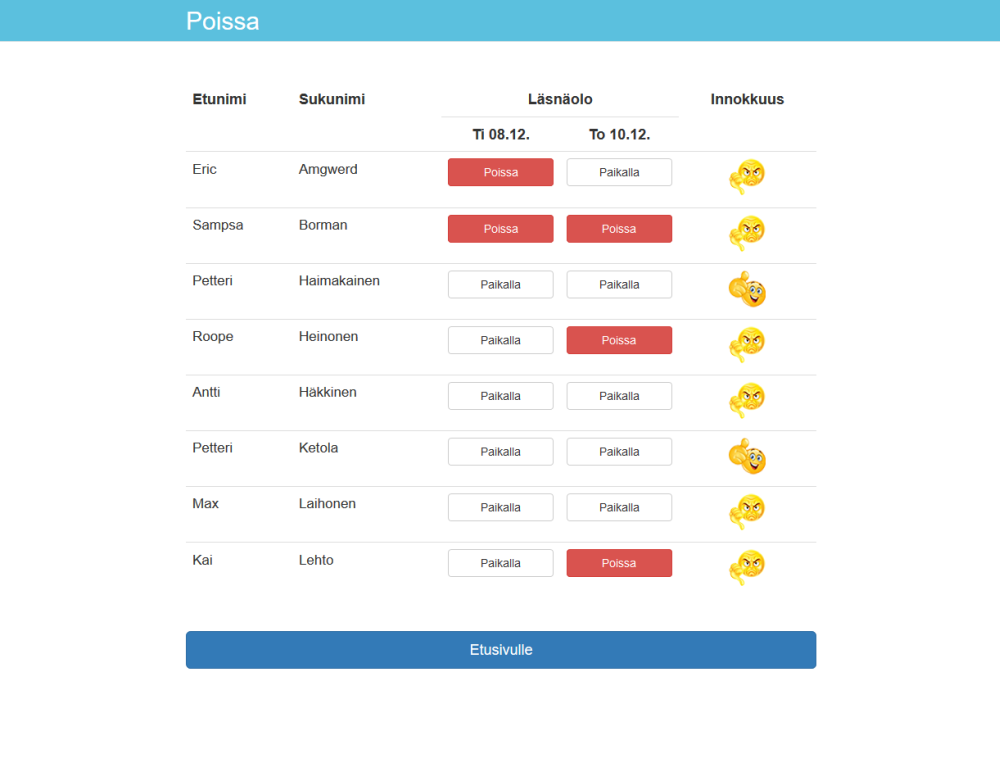 Poissa
Etunimi Sukunimi Läsnäolo Innokkuus
Ti 08.12. To 10.12.
Eric Amgwerd Poissa Paikalla
Sampsa Borman Poissa Poissa
Petteri Haimakainen Paikalla Paikalla
Roope Heinonen Paikalla Poissa
Antti Häkkinen Paikalla Paikalla
Petteri Ketola Paikalla Paikalla
Max Laihonen Paikalla Paikalla
Kai Lehto Paikalla Poissa
Etusivulle